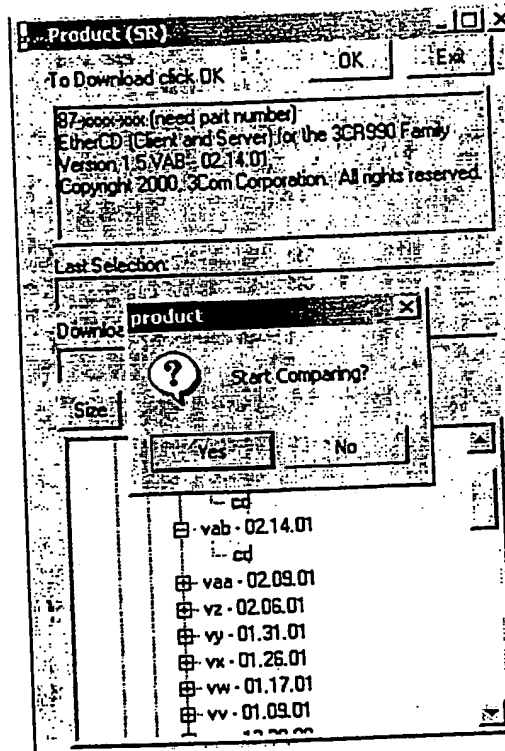 Product (SR)
To Download click OK
OK
Exit
87-xxxx-xxx (need part number)
EtherCD (Client and Server) for the 3CR990 Family
Version 1.5 VAB - 02.14.01
Copyright 2000, 3Com Corporation. All rights reserved.
Last Selection:
Downloa
product
Start Comparing?
Size
Yes
No
cd
vab - 02.14.01
cd
vaa - 02.09.01
vz - 02.06.01
vy - 01.31.01
vx - 01.26.01
vw - 01.17.01
vv - 01.09.01